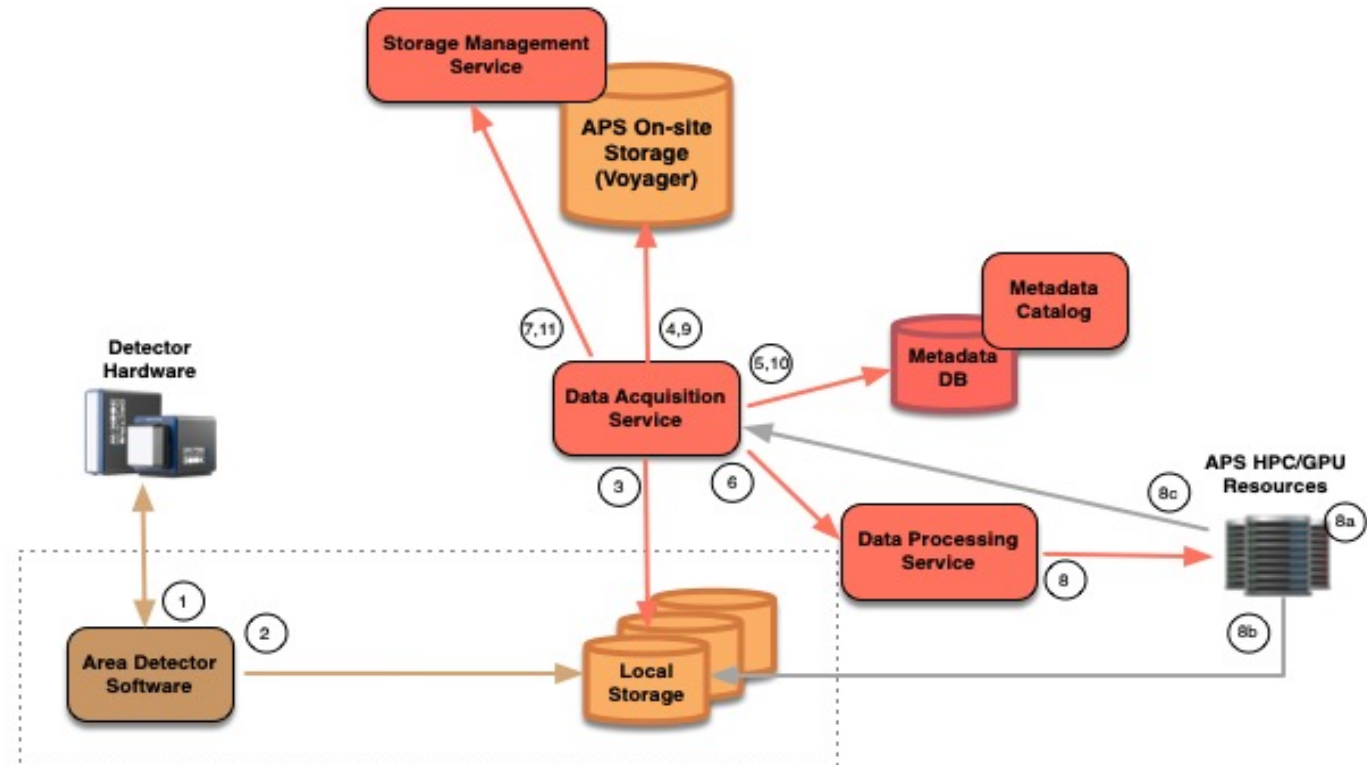 Storage Management
Service
APS On-site
Storage
(Voyager)
Metadata
Catalog
7,11
4,9
5,10
Metadata
DB
Detector
Hardware
Data Acquisition
Service
3
6
8c
APS HPC/GPU
Resources
8a
Data Processing
Service
8
1
2
8b
Area Detector
Software
Local
Storage